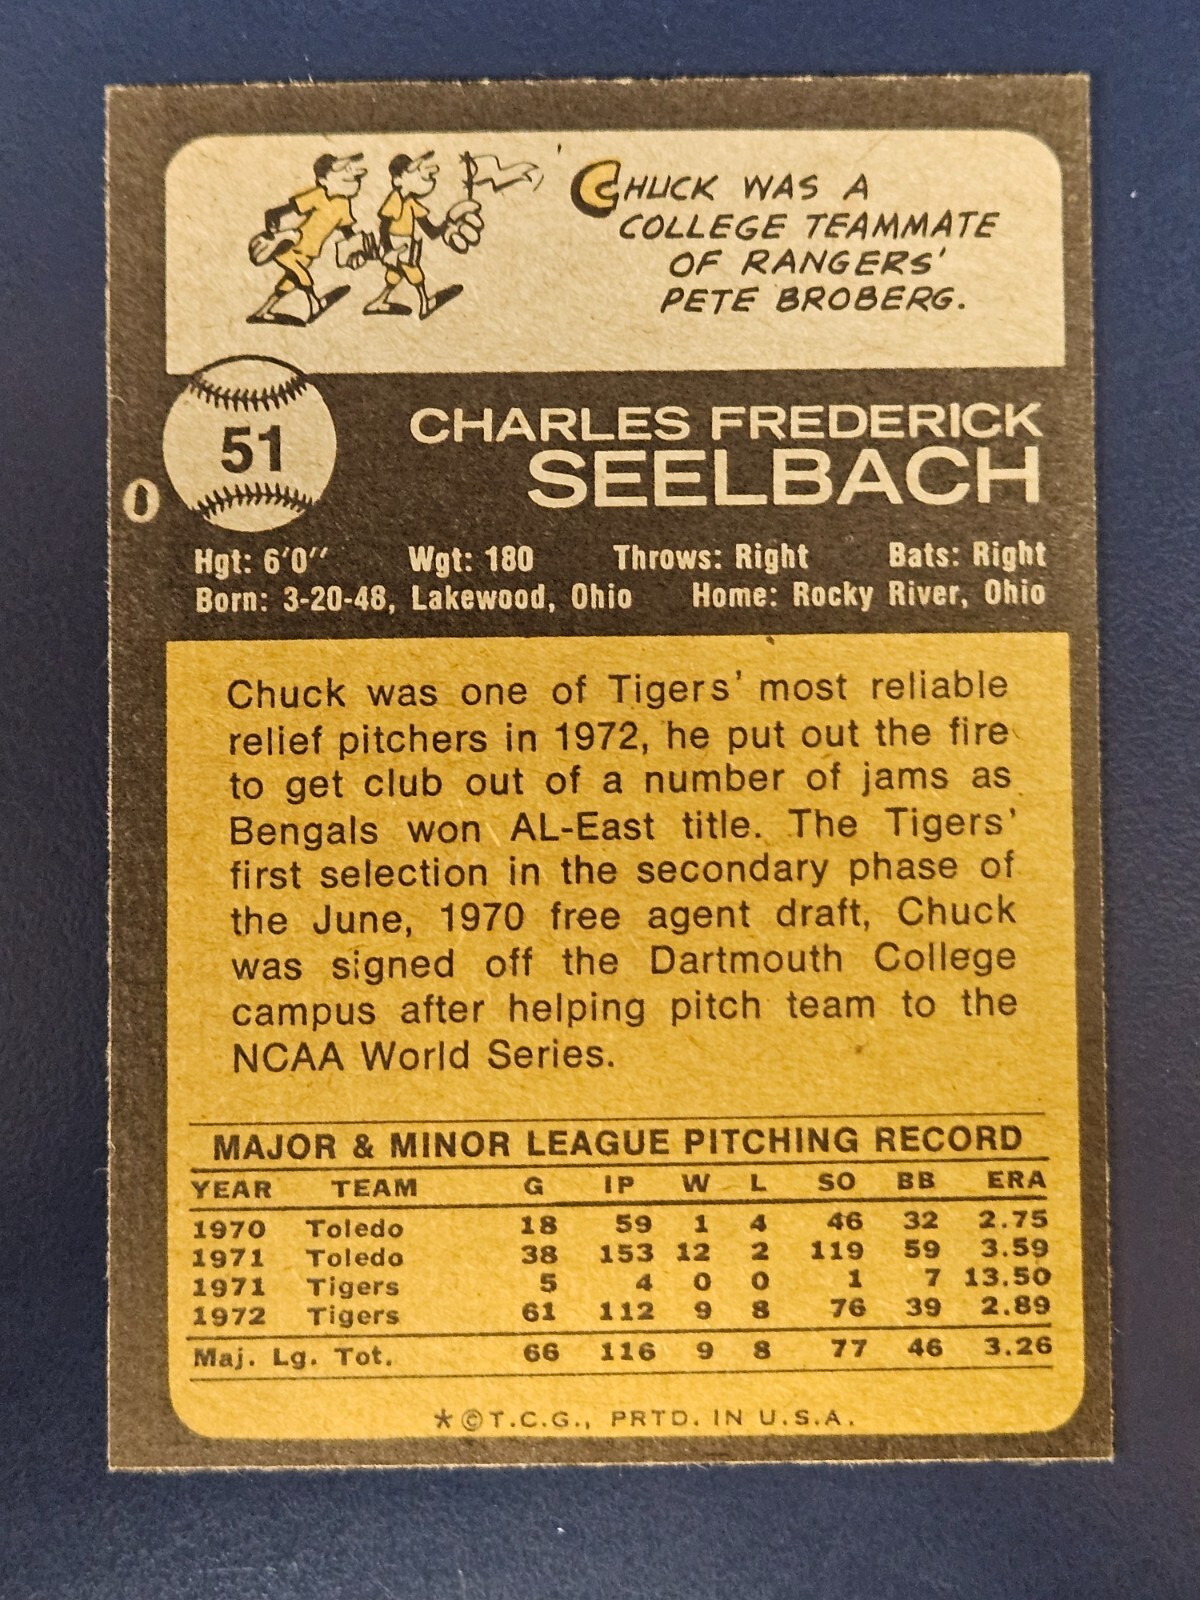 CHUCK WAS A
COLLEGE TEAMMATE
OF RANGERS'
PETE BROBERG.
51
0
CHARLES FREDERICK
SEELBACH
Hgt: 6'0" Wgt: 180 Throws: Right Bats: Right
Born: 3-20-48, Lakewood, Ohio Home: Rocky River, Ohio
Chuck was one of Tigers' most reliable
relief pitchers in 1972, he put out the fire
to get club out of a number of jams as
Bengals won AL-East title. The Tigers'
first selection in the secondary phase of
the June, 1970 free agent draft, Chuck
was signed off the Dartmouth College
campus after helping pitch team to the
NCAA World Series.
MAJOR & MINOR LEAGUE PITCHING RECORD
YEAR TEAM G IP W L SO BB ERA
1970 Toledo 18 59 1 4 46 32 2.75
1971 Toledo 38 153 12 2 119 59 3.59
1971 Tigers 5 4 0 0 1 7 13.50
1972 Tigers 61 112 9 8 76 39 2.89
Maj. Lg. Tot. 66 116 9 8 77 46 3.26
*©T.C.G., PRTD. IN U.S.A.